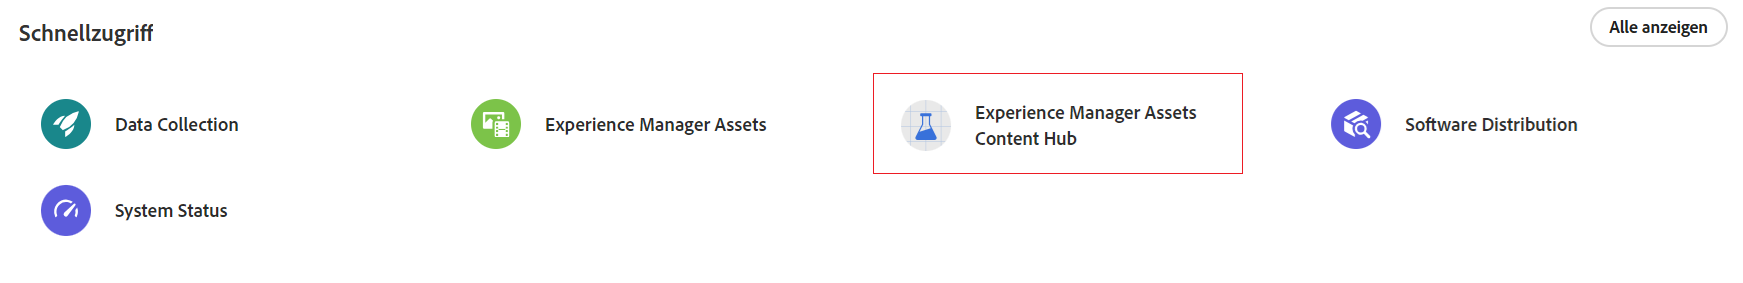 Schnellzugriff
Alle anzeigen
Data Collection
Experience Manager Assets
Experience Manager Assets
Content Hub
Software Distribution
System Status